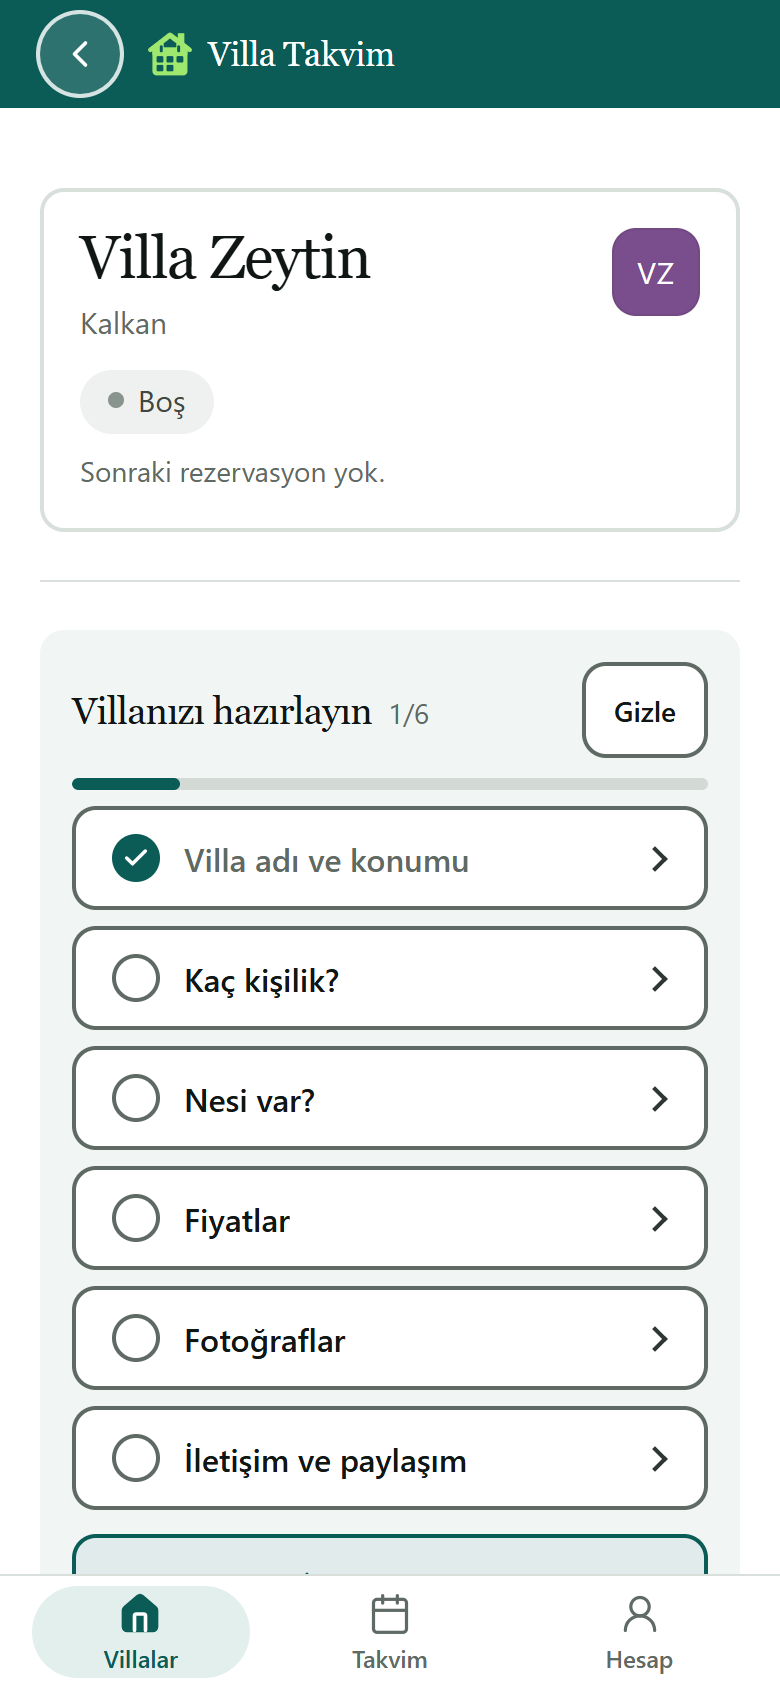 Villa Takvim
Villa Zeytin
VZ
Kalkan
Boş
Sonraki rezervasyon yok.
Villanızı hazırlayın 1/6
Gizle
Villa adı ve konumu
Kaç kişilik?
Nesi var?
Fiyatlar
Fotoğraflar
İletişim ve paylaşım
Villalar
Takvim
Hesap